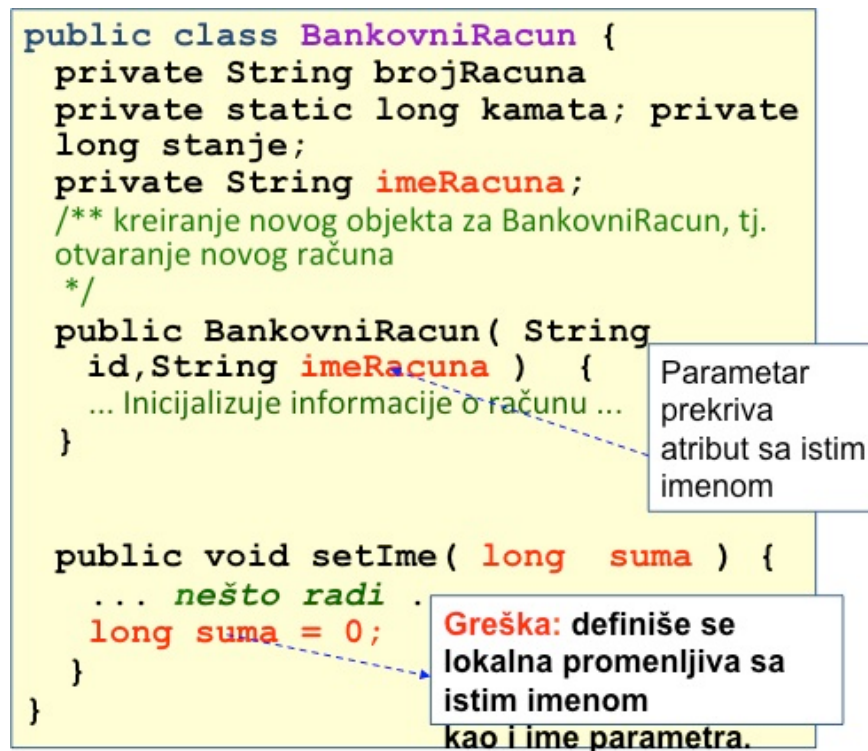 public class BankovniRacun {
private String brojRacuna
private static long kamata; private
long stanje;
private String imeRacuna;
/** kreiranje novog objekta za BankovniRacun, tj.
otvaranje novog računa
*/
public BankovniRacun( String
id,String imeRacuna ) {
... Inicijalizuje informacije o računu ...
}
Parametar
prekriva
atribut sa istim
imenom
public void setIme( long suma ) {
... nešto radi .
long suma = 0;
}
}
Greška: definiše se
lokalna promenljiva sa
istim imenom
kao i ime parametra.